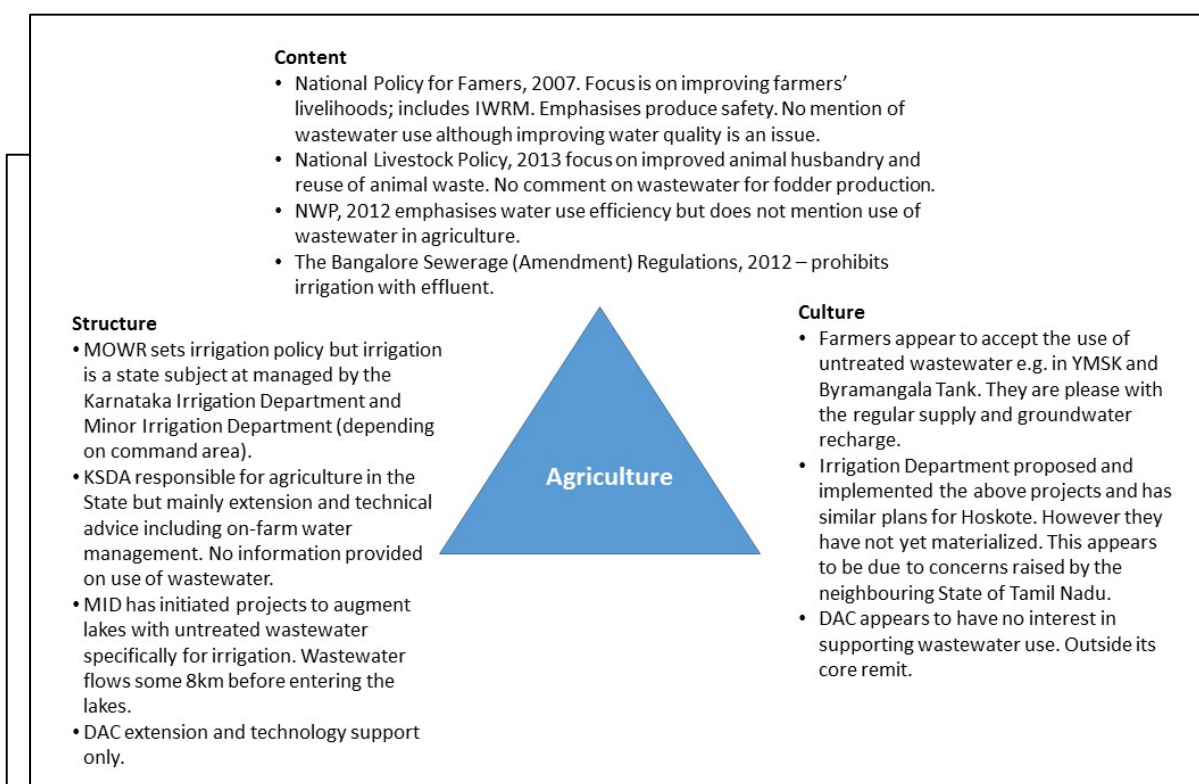 Content
• National Policy for Famers, 2007. Focus is on improving farmers’
livelihoods; includes IWRM. Emphasises produce safety. No mention of
wastewater use although improving water quality is an issue.
• National Livestock Policy, 2013 focus on improved animal husbandry and
reuse of animal waste. No comment on wastewater for fodder production.
• NWP, 2012 emphasises water use efficiency but does not mention use of
wastewater in agriculture.
• The Bangalore Sewerage (Amendment) Regulations, 2012 – prohibits
irrigation with effluent.
Structure
• MOWR sets irrigation policy but irrigation
is a state subject at managed by the
Karnataka Irrigation Department and
Minor Irrigation Department (depending
on command area).
• KSDA responsible for agriculture in the
State but mainly extension and technical
advice including on-farm water
management. No information provided
on use of wastewater.
• MID has initiated projects to augment
lakes with untreated wastewater
specifically for irrigation. Wastewater
flows some 8km before entering the
lakes.
• DAC extension and technology support
only.
Agriculture
Culture
• Farmers appear to accept the use of
untreated wastewater e.g. in YMSK and
Byramangala Tank. They are please with
the regular supply and groundwater
recharge.
• Irrigation Department proposed and
implemented the above projects and has
similar plans for Hoskote. However they
have not yet materialized. This appears
to be due to concerns raised by the
neighbouring State of Tamil Nadu.
• DAC appears to have no interest in
supporting wastewater use. Outside its
core remit.